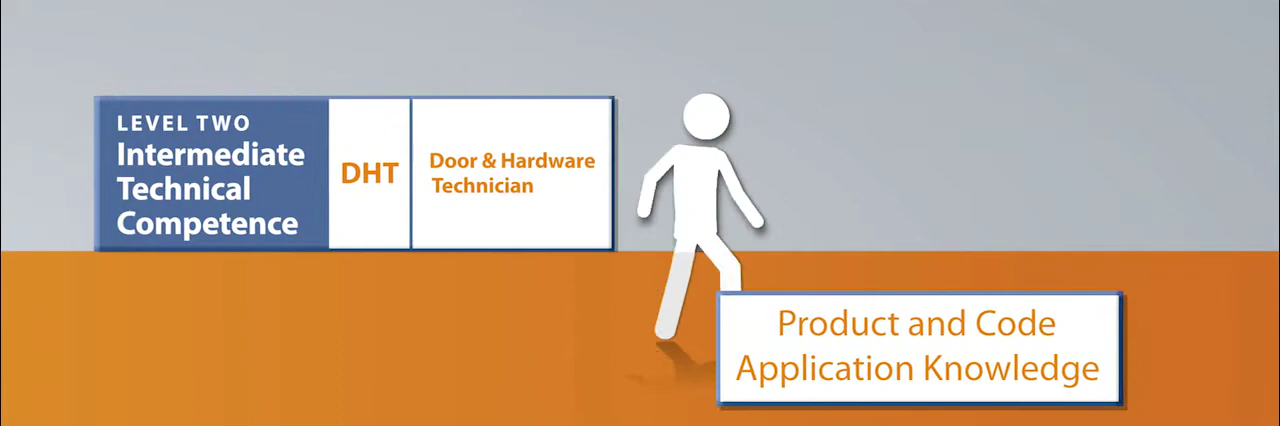 LEVEL TWO
Intermediate
Technical
Competence
DHT
Door & Hardware
Technician
Product and Code
Application Knowledge